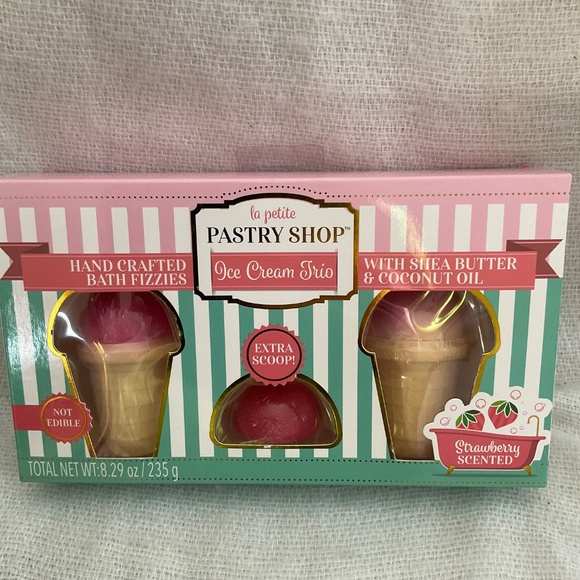 la petite
PASTRY SHOP™
Ice Cream Trio
HAND CRAFTED
BATH FIZZIES
WITH SHEA BUTTER
& COCONUT OIL
EXTRA
SCOOP!
NOT
EDIBLE
Strawberry
SCENTED
TOTAL NET WT: 8.29 oz / 235 g